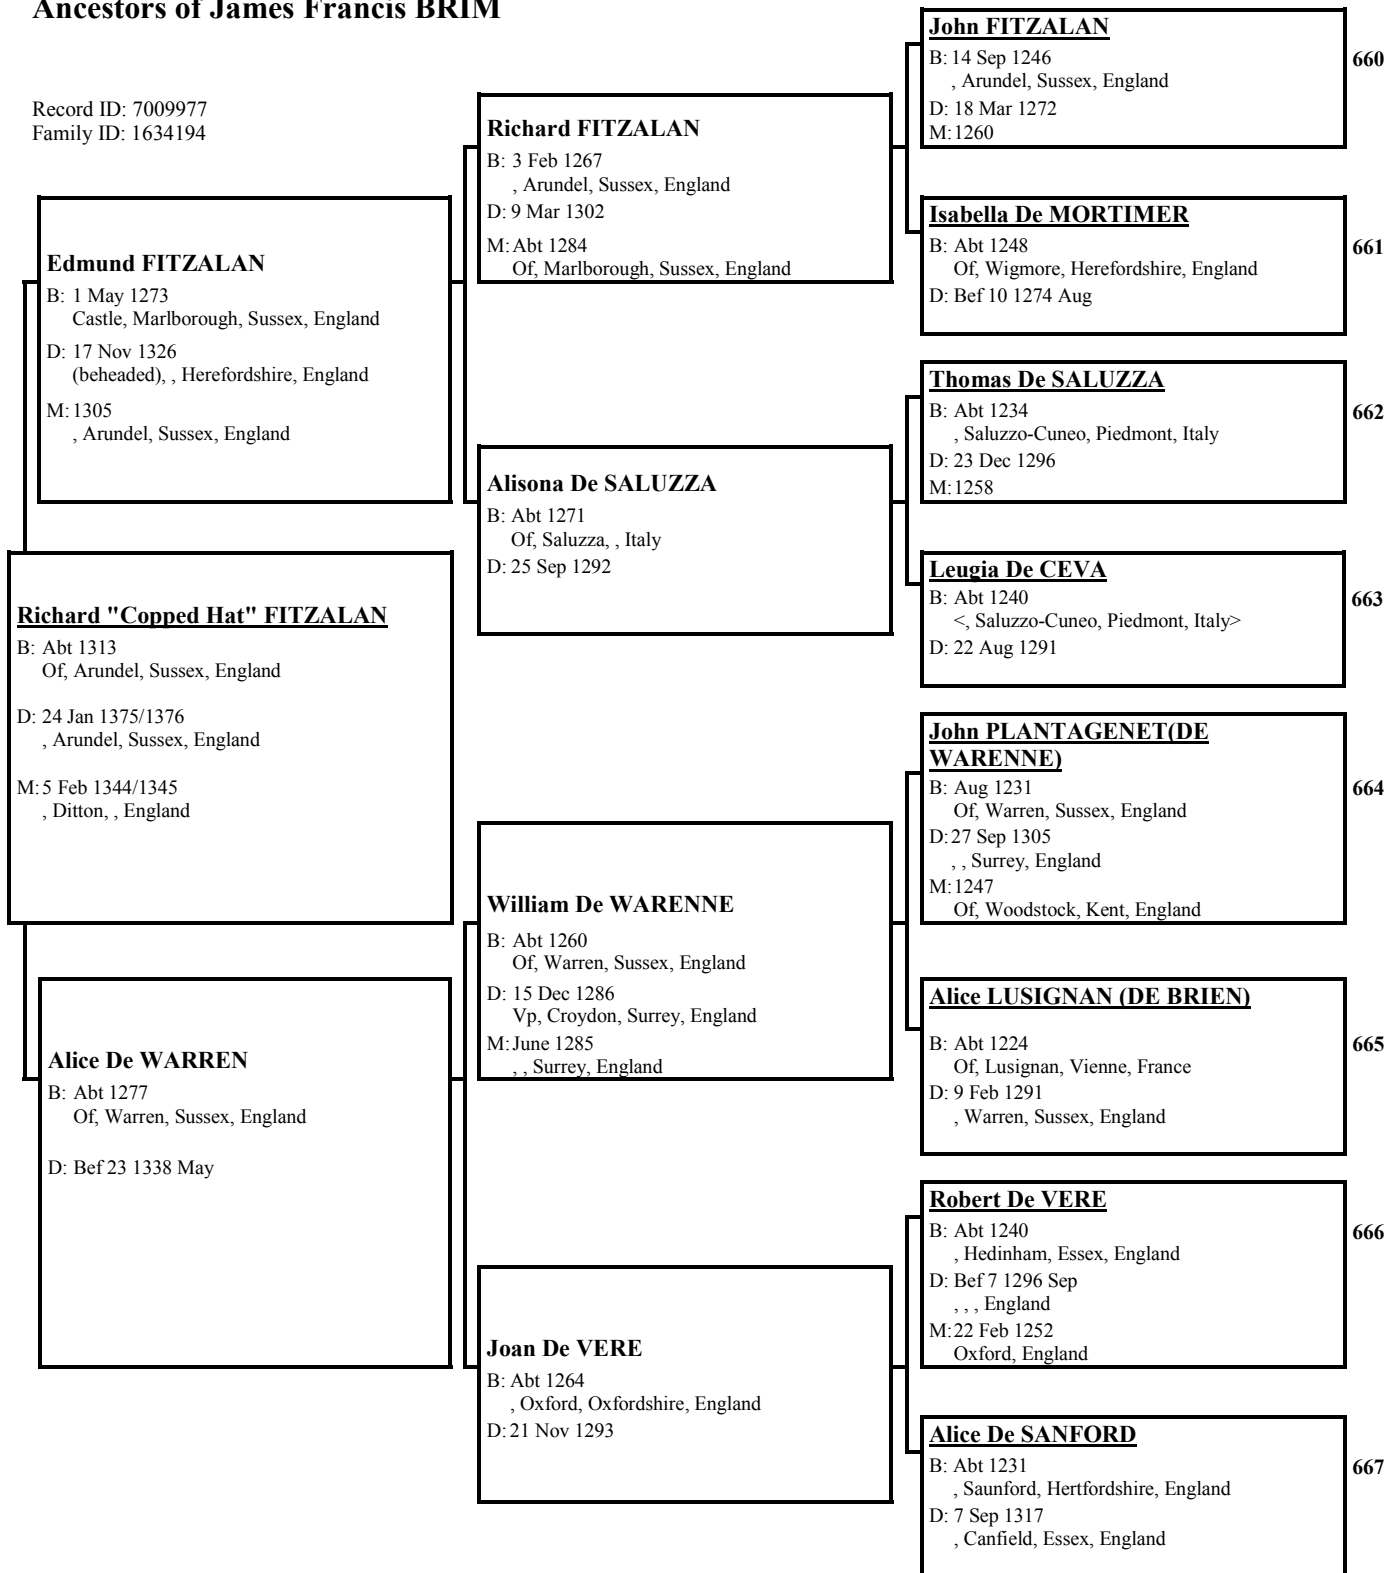 Ancestors of James Francis BRIM
Record ID: 7009977
Family ID: 1634194
Edmund FITZALAN
B: 1 May 1273
Castle, Marlborough, Sussex, England
D: 17 Nov 1326
(beheaded), , Herefordshire, England
M: 1305
, Arundel, Sussex, England
Richard "Copped Hat" FITZALAN
B: Abt 1313
Of, Arundel, Sussex, England
D: 24 Jan 1375/1376
, Arundel, Sussex, England
M: 5 Feb 1344/1345
, Ditton, , England
Alice De WARREN
B: Abt 1277
Of, Warren, Sussex, England
D: Bef 23 1338 May
Richard FITZALAN
B: 3 Feb 1267
, Arundel, Sussex, England
D: 9 Mar 1302
M: Abt 1284
Of, Marlborough, Sussex, England
Alisona De SALUZZA
B: Abt 1271
Of, Saluzza, , Italy
D: 25 Sep 1292
William De WARENNE
B: Abt 1260
Of, Warren, Sussex, England
D: 15 Dec 1286
Vp, Croydon, Surrey, England
M: June 1285
, , Surrey, England
Joan De VERE
B: Abt 1264
, Oxford, Oxfordshire, England
D: 21 Nov 1293
John FITZALAN
B: 14 Sep 1246
, Arundel, Sussex, England
D: 18 Mar 1272
M: 1260
660
Isabella De MORTIMER
B: Abt 1248
Of, Wigmore, Herefordshire, England
D: Bef 10 1274 Aug
661
Thomas De SALUZZA
B: Abt 1234
, Saluzzo-Cuneo, Piedmont, Italy
D: 23 Dec 1296
M: 1258
662
Leugia De CEVA
B: Abt 1240
<, Saluzzo-Cuneo, Piedmont, Italy>
D: 22 Aug 1291
663
John PLANTAGENET(DE
WARENNE)
B: Aug 1231
Of, Warren, Sussex, England
D: 27 Sep 1305
, , Surrey, England
M: 1247
Of, Woodstock, Kent, England
664
Alice LUSIGNAN (DE BRIEN)
B: Abt 1224
Of, Lusignan, Vienne, France
D: 9 Feb 1291
, Warren, Sussex, England
665
Robert De VERE
B: Abt 1240
, Hedinham, Essex, England
D: Bef 7 1296 Sep
, , , England
M: 22 Feb 1252
Oxford, England
666
Alice De SANFORD
B: Abt 1231
, Saunford, Hertfordshire, England
D: 7 Sep 1317
, Canfield, Essex, England
667